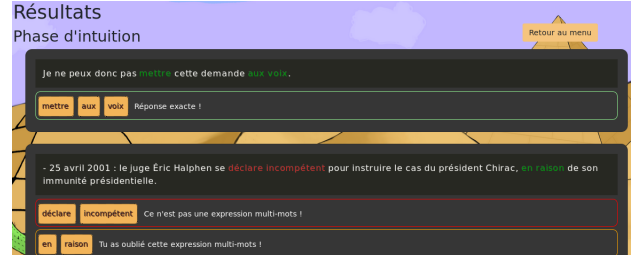 Résultats
Phase d'intuition
Retour au menu
Je ne peux donc pas mettre cette demande aux voix.
mettre aux voix Réponse exacte !
- 25 avril 2001 : le juge Éric Halphen se déclare incompétent pour instruire le cas du président Chirac, en raison de son
immunité présidentielle.
déclare incompétent Ce n'est pas une expression multi-mots !
en raison Tu as oublié cette expression multi-mots !